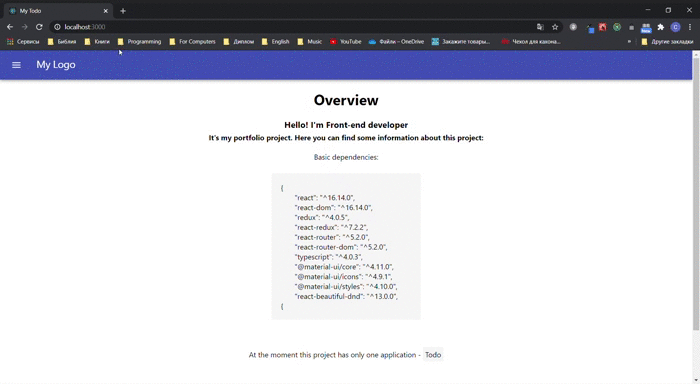 My Todo
localhost:3000
Сервисы Библия Книги Programming For Computers Диплом English Music YouTube Файли – OneDrive Закажите товары... Чехол для какона... » Другие закладки
My Logo
Overview
Hello! I'm Front-end developer
It's my portfolio project. Here you can find some information about this project:
Basic dependencies:
{
"react": "^16.14.0",
"react-dom": "^16.14.0",
"redux": "^4.0.5",
"react-redux": "^7.2.2",
"react-router": "^5.2.0",
"react-router-dom": "^5.2.0",
"typescript": "^4.0.3",
"@material-ui/core": "^4.11.0",
"@material-ui/icons": "^4.9.1",
"@material-ui/styles": "^4.10.0",
"react-beautiful-dnd": "^13.0.0",
{
At the moment this project has only one application - Todo